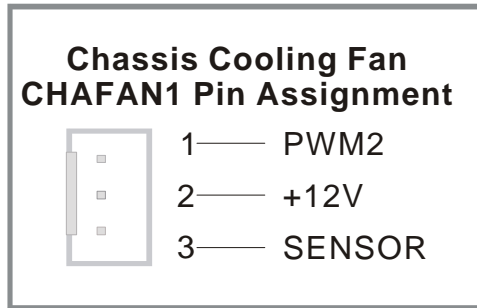 Chassis Cooling Fan
CHAFAN1 Pin Assignment
1 PWM2
2 +12V
3 SENSOR